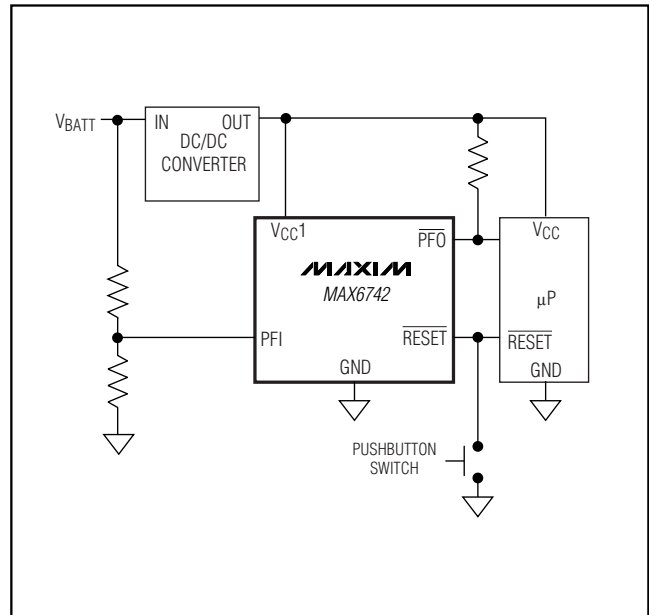 VBATT
IN OUT
DC/DC
CONVERTER
VCC1
PFO
VCC
MAXIM
MAX6742
µP
PFI
RESET
RESET
GND
GND
PUSHBUTTON
SWITCH